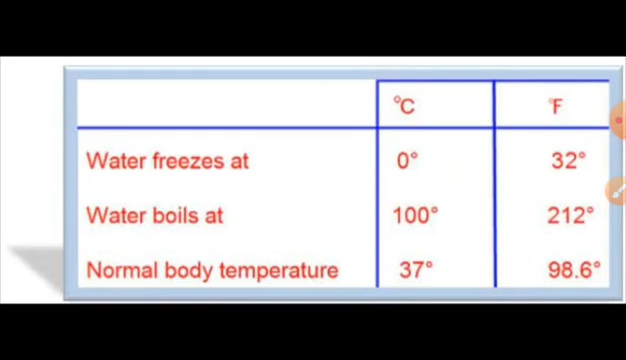 °C °F
Water freezes at 0° 32°
Water boils at 100° 212°
Normal body temperature 37° 98.6°